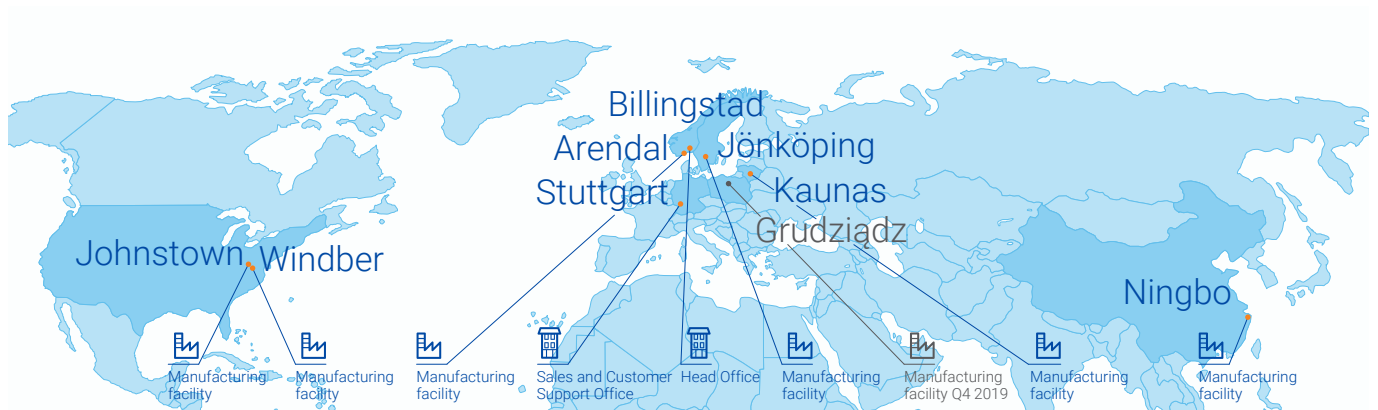 Billingstad
Arendal
Jönköping
Stuttgart
Kaunas
Grudziądz
Johnstown
Windber
Ningbo
Manufacturing
facility
Manufacturing
facility
Manufacturing
facility
Sales and Customer
Support Office
Head Office
Manufacturing
facility
Manufacturing
facility Q4 2019
Manufacturing
facility
Manufacturing
facility